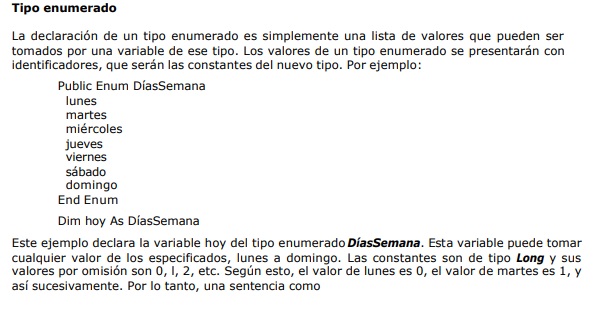 Tipo enumerado
La declaración de un tipo enumerado es simplemente una lista de valores que pueden ser
tomados por una variable de ese tipo. Los valores de un tipo enumerado se presentarán con
identificadores, que serán las constantes del nuevo tipo. Por ejemplo:
Public Enum DíasSemana
lunes
martes
miércoles
jueves
viernes
sábado
domingo
End Enum
Dim hoy As DíasSemana
Este ejemplo declara la variable hoy del tipo enumerado DíasSemana. Esta variable puede tomar
cualquier valor de los especificados, lunes a domingo. Las constantes son de tipo Long y sus
valores por omisión son 0, l, 2, etc. Según esto, el valor de lunes es 0, el valor de martes es 1, y
así sucesivamente. Por lo tanto, una sentencia como